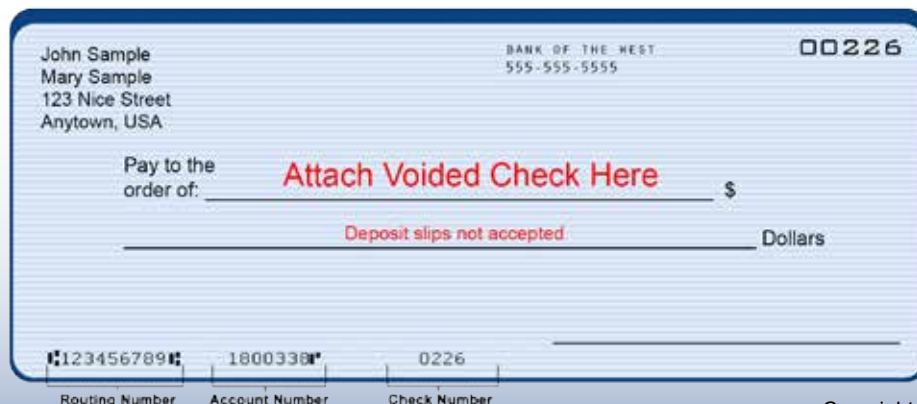 John Sample
Mary Sample
123 Nice Street
Anytown, USA
BANK OF THE WEST
555-555-5555
00226
Pay to the
order of:
Attach Voided Check Here
$
Deposit slips not accepted
Dollars
⑆123456789⑆ 1800338⑈ 0226
Routing Number Account Number Check Number